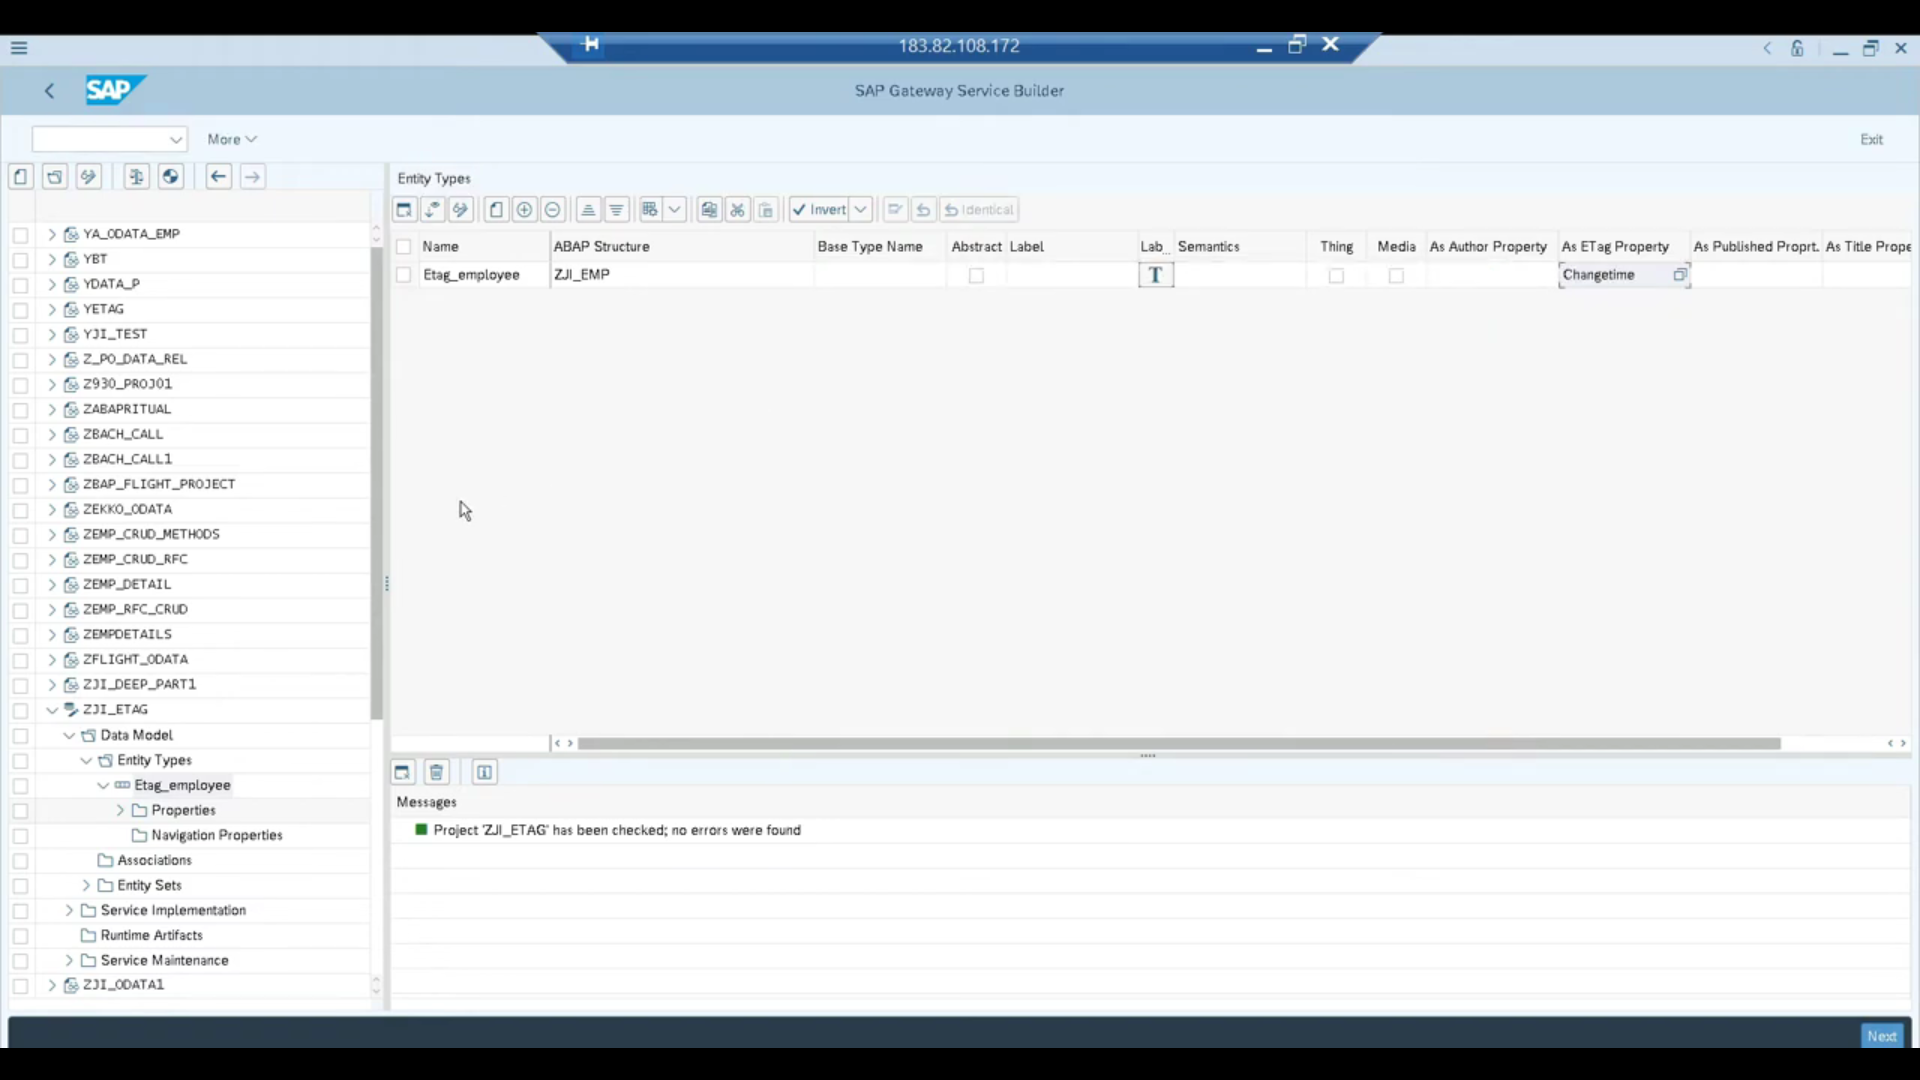 183.82.108.172
SAP
SAP Gateway Service Builder
More
Exit
Entity Types
Invert
Identical
Name ABAP Structure Base Type Name Abstract Label Lab... Semantics Thing Media As Author Property As ETag Property As Published Proprt. As Title Prope
Etag_employee ZJI_EMP T Changetime
YA_ODATA_EMP
YBT
YDATA_P
YETAG
YJI_TEST
Z_PO_DATA_REL
Z930_PROJ01
ZABAPRITUAL
ZBACH_CALL
ZBACH_CALL1
ZBAP_FLIGHT_PROJECT
ZEKKO_ODATA
ZEMP_CRUD_METHODS
ZEMP_CRUD_RFC
ZEMP_DETAIL
ZEMP_RFC_CRUD
ZEMPDETAILS
ZFLIGHT_ODATA
ZJI_DEEP_PART1
ZJI_ETAG
Data Model
Entity Types
Etag_employee
Properties
Navigation Properties
Associations
Entity Sets
Service Implementation
Runtime Artifacts
Service Maintenance
ZJI_ODATA1
Messages
Project 'ZJI_ETAG' has been checked; no errors were found
Next